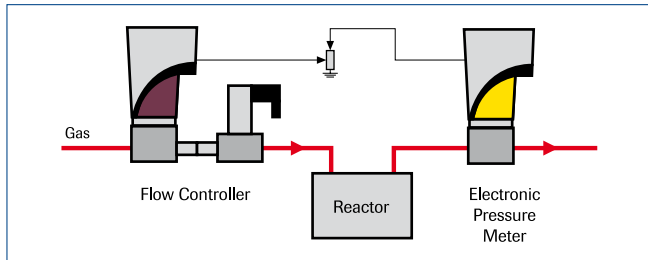 Gas
Flow Controller
Reactor
Electronic
Pressure
Meter